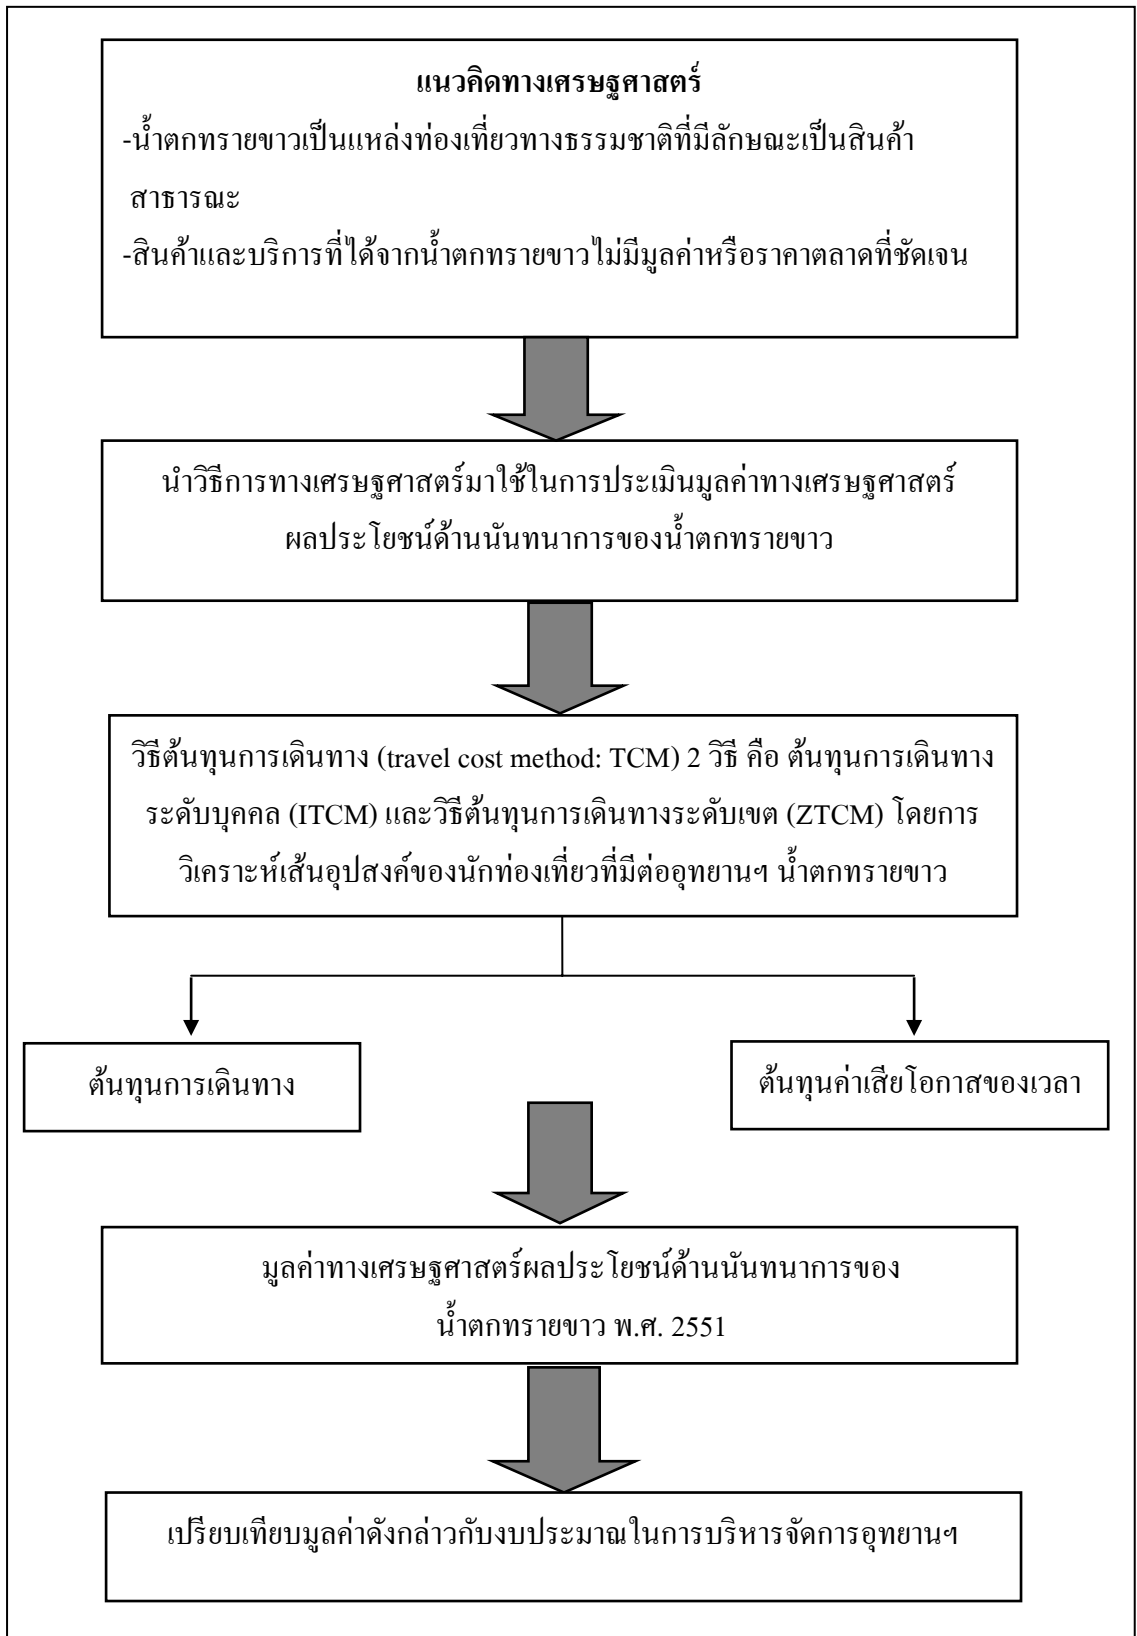 แนวคิดทางเศรษฐศาสตร์
-น้ำตกทรายขาวเป็นแหล่งท่องเที่ยวทางธรรมชาติที่มีลักษณะเป็นสินค้า
สาธารณะ
-สินค้าและบริการที่ได้จากน้ำตกทรายขาวไม่มีมูลค่าหรือราคาตลาดที่ชัดเจน
นำวิธีการทางเศรษฐศาสตร์มาใช้ในการประเมินมูลค่าทางเศรษฐศาสตร์
ผลประโยชน์ด้านนันทนาการของน้ำตกทรายขาว
วิธีต้นทุนการเดินทาง (travel cost method: TCM) 2 วิธี คือ ต้นทุนการเดินทาง
ระดับบุคคล (ITCM) และวิธีต้นทุนการเดินทางระดับเขต (ZTCM) โดยการ
วิเคราะห์เส้นอุปสงค์ของนักท่องเที่ยวที่มีต่ออุทยานฯ น้ำตกทรายขาว
ต้นทุนการเดินทาง
ต้นทุนค่าเสียโอกาสของเวลา
มูลค่าทางเศรษฐศาสตร์ผลประโยชน์ด้านนันทนาการของ
น้ำตกทรายขาว พ.ศ. 2551
เปรียบเทียบมูลค่าดังกล่าวกับงบประมาณในการบริหารจัดการอุทยานฯ